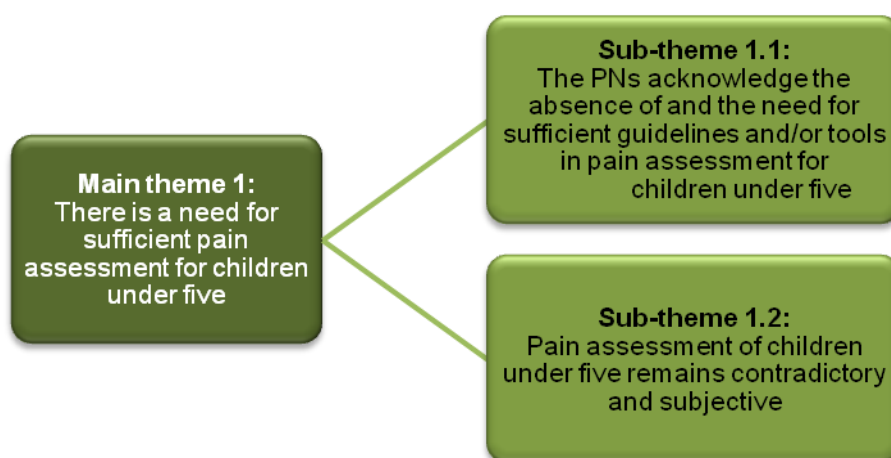 Main theme 1:
There is a need for
sufficient pain
assessment for children
under five
Sub-theme 1.1:
The PNs acknowledge the
absence of and the need for
sufficient guidelines and/or tools
in pain assessment for
children under five
Sub-theme 1.2:
Pain assessment of children
under five remains contradictory
and subjective